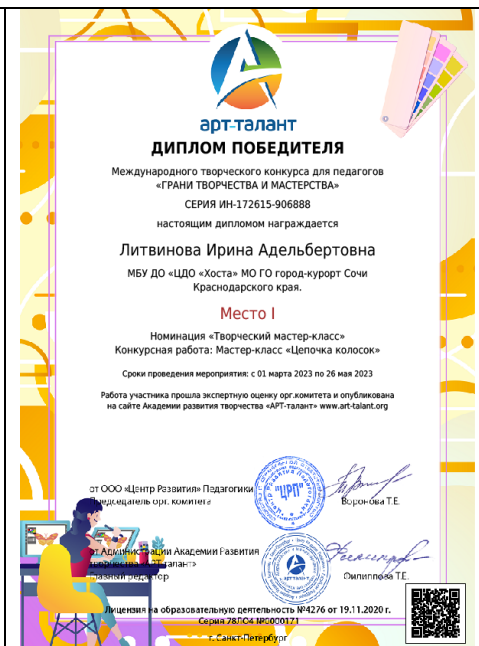 арт-талант
ДИПЛОМ ПОБЕДИТЕЛЯ
Международного творческого конкурса для педагогов
«ГРАНИ ТВОРЧЕСТВА И МАСТЕРСТВА»
СЕРИЯ ИН-172615-906888
настоящим дипломом награждается
Литвинова Ирина Адельбертовна
МБУ ДО «ЦДО «Хоста» МО ГО город-курорт Сочи
Краснодарского края.
Место I
Номинация «Творческий мастер-класс»
Конкурсная работа: Мастер-класс «Цепочка колосок»
Сроки проведения мероприятия: с 01 марта 2023 по 26 мая 2023
Работа участника прошла экспертную оценку орг.комитета и опубликована
на сайте Академии развития творчества «АРТ-талант» www.art-talant.org
от ООО «Центр Развития» Педагогики
Председатель орг. комитета
"ЦРП"
Воронова Т.Е.
от Администрации Академии Развития
творчества «АРТ-талант»
Главный редактор
АРТ-ТАЛАНТ
Филиппова Т.Е.
Лицензия на образовательную деятельность №4276 от 19.11.2020 г.
Серия 78ЛО4 №0000171
г. Санкт-Петербург